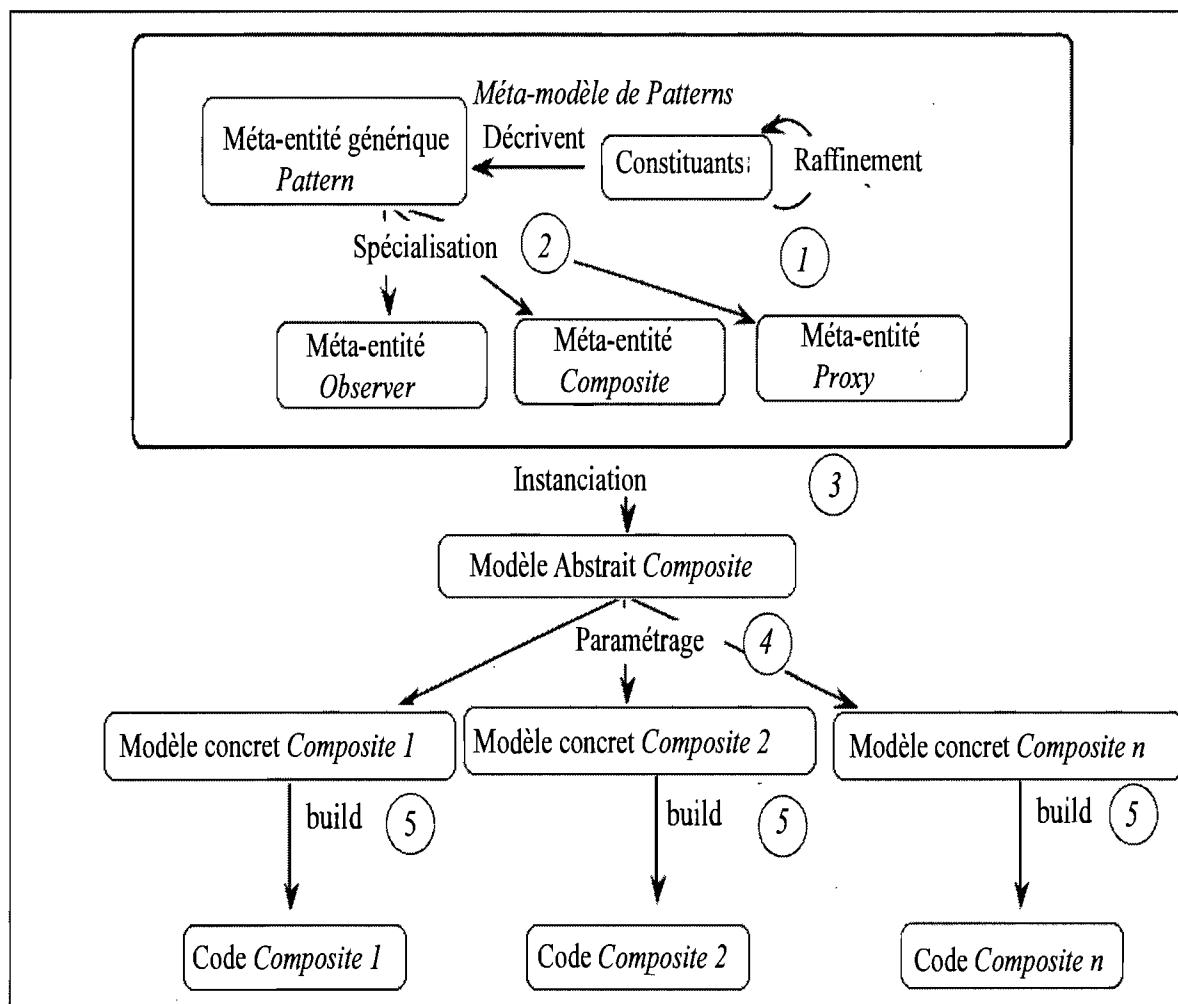 Méta-modèle de Patterns
Méta-entité générique
Pattern
Décrivent
Constituants
Raffinement
1
Spécialisation
2
Méta-entité
Observer
Méta-entité
Composite
Méta-entité
Proxy
Instanciation
3
Modèle Abstrait Composite
Paramétrage
4
Modèle concret Composite 1
Modèle concret Composite 2
Modèle concret Composite n
build
5
build
5
build
5
Code Composite 1
Code Composite 2
Code Composite n